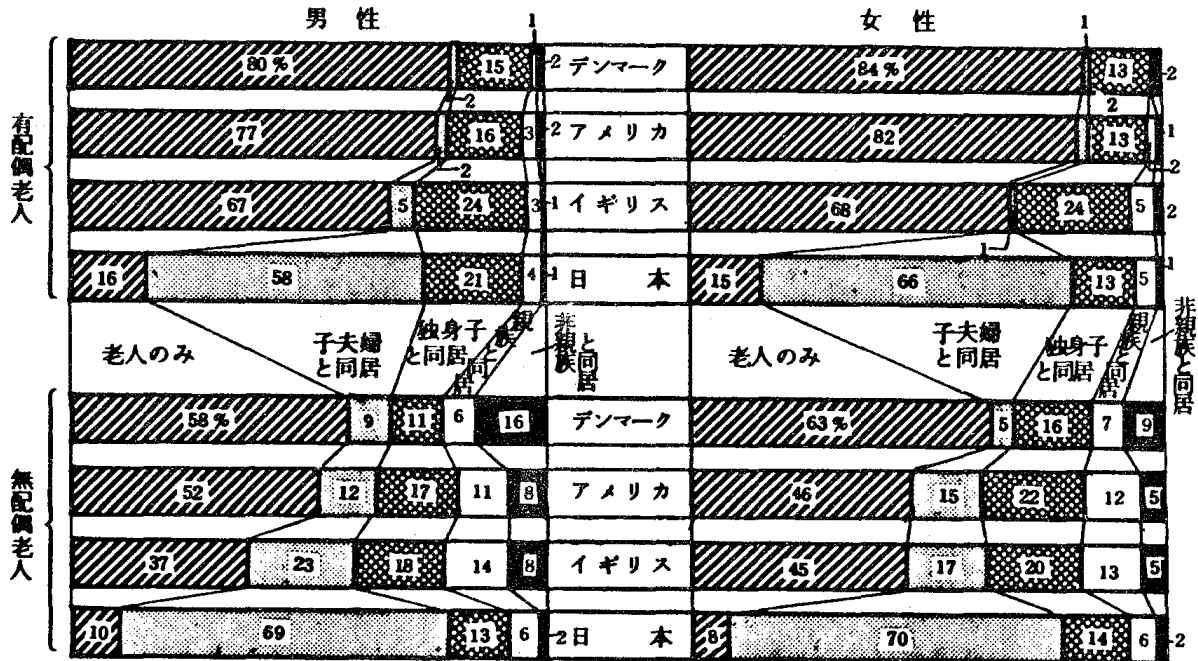 男性 女性
有配偶老人
80% 2 15 1 2 デンマーク 84% 1 13 2
77 2 16 3 2 アメリカ 82 2 13 2 1
67 5 24 3 1 イギリス 68 1 24 5 2
16 58 21 4 1 日本 15 66 13 5 1
老人のみ 子夫婦と同居 独身子と同居 親族と同居 非親族と同居 老人のみ 子夫婦と同居 独身子と同居 親族と同居 非親族と同居
無配偶老人
58% 9 11 6 16 デンマーク 63% 5 16 7 9
52 12 17 11 8 アメリカ 46 15 22 12 5
37 23 18 14 8 イギリス 45 17 20 13 5
10 69 13 6 2 日本 8 70 14 6 2